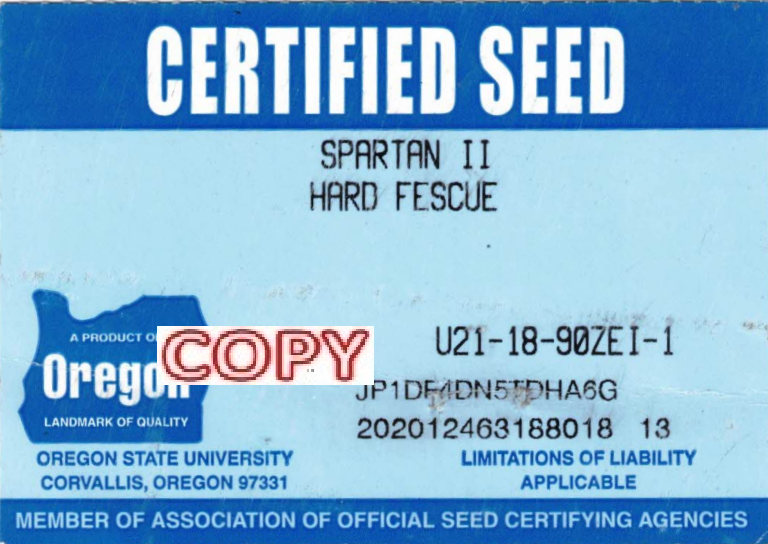 CERTIFIED SEED
SPARTAN II
HARD FESCUE
A PRODUCT OF
Oregon
LANDMARK OF QUALITY
COPY
U21-18-90ZEI-1
202012463188018 13
OREGON STATE UNIVERSITY
CORVALLIS, OREGON 97331
LIMITATIONS OF LIABILITY
APPLICABLE
MEMBER OF ASSOCIATION OF OFFICIAL SEED CERTIFYING AGENCIES